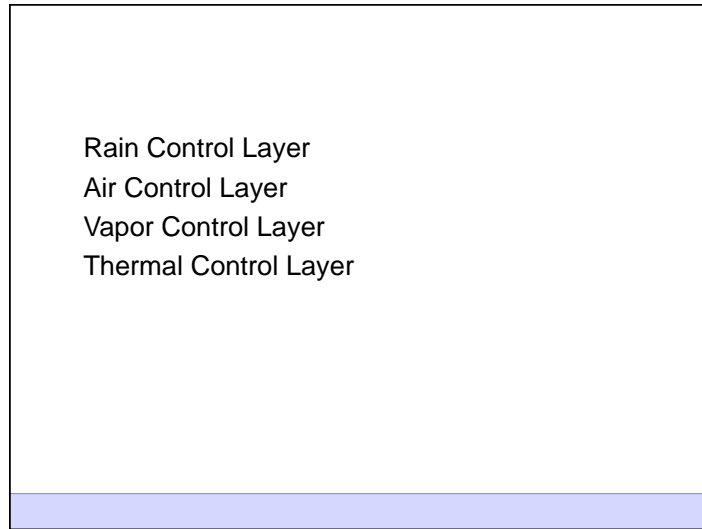 Rain Control Layer
Air Control Layer
Vapor Control Layer
Thermal Control Layer